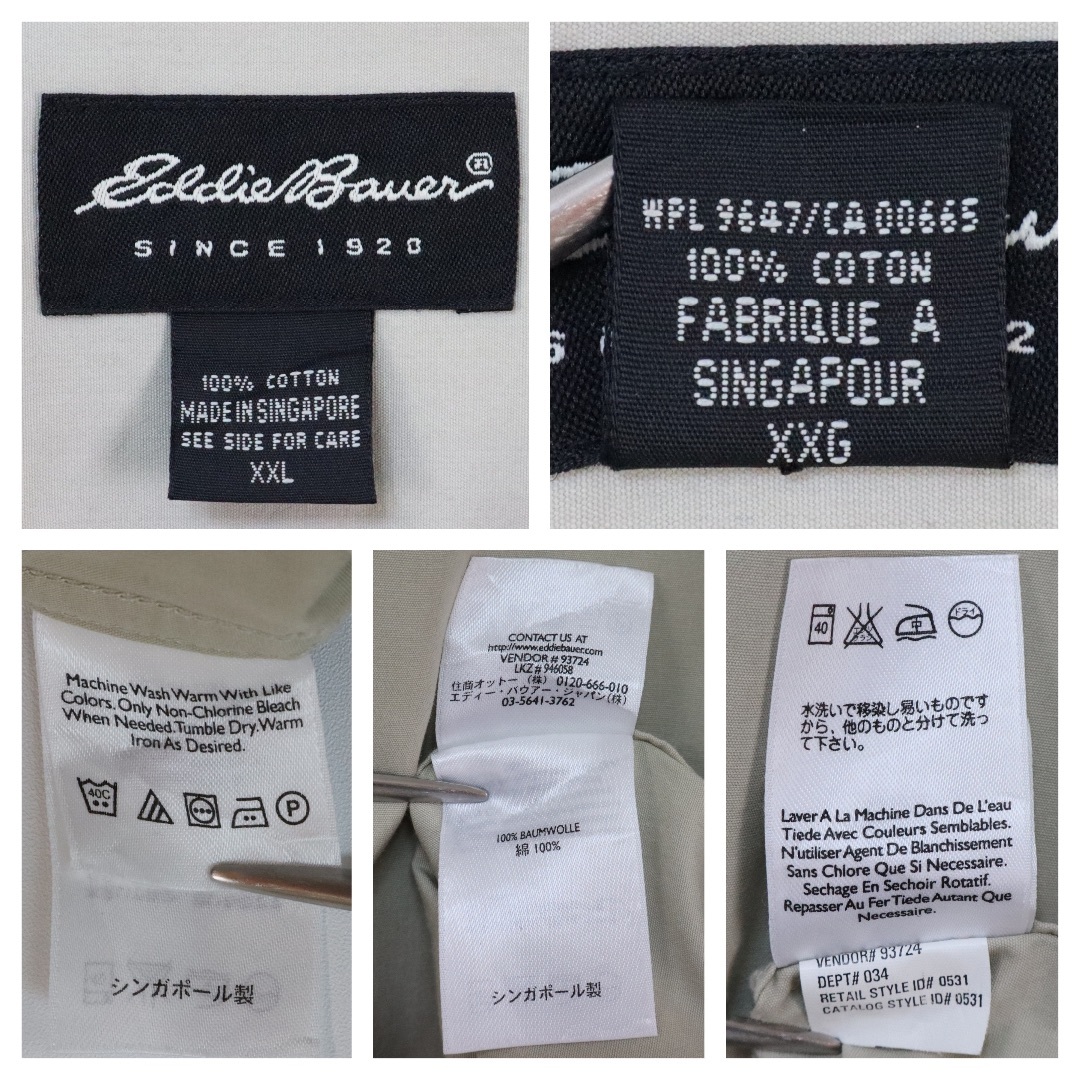 Eddie Bauer®
SINCE 1920
100% COTTON
MADE IN SINGAPORE
SEE SIDE FOR CARE
XXL
WPL 9647/CA 00665
100% COTON
FABRIQUE A
SINGAPOUR
XXG
2
Machine Wash Warm With Like
Colors. Only Non-Chlorine Bleach
When Needed. Tumble Dry. Warm
Iron As Desired.
40C
P
シンガポール製
CONTACT US AT
http://www.eddiebauer.com
VENDOR # 93724
LKZ # 946058
住商オットー (株) 0120-666-010
エディー・バウアー・ジャパン(株)
03-5641-3762
100% BAUMWOLLE
綿 100%
シンガポール製
40 中 ドライ
水洗いで移染し易いものです
から、他のものと分けて洗っ
て下さい。
Laver A La Machine Dans De L'eau
Tiede Avec Couleurs Semblables.
N'utiliser Agent De Blanchissement
Sans Chlore Que Si Necessaire.
Sechage En Sechoir Rotatif.
Repasser Au Fer Tiede Autant Que
Necessaire.
VENDOR# 93724
DEPT# 034
RETAIL STYLE ID# 0531
CATALOG STYLE ID# 0531